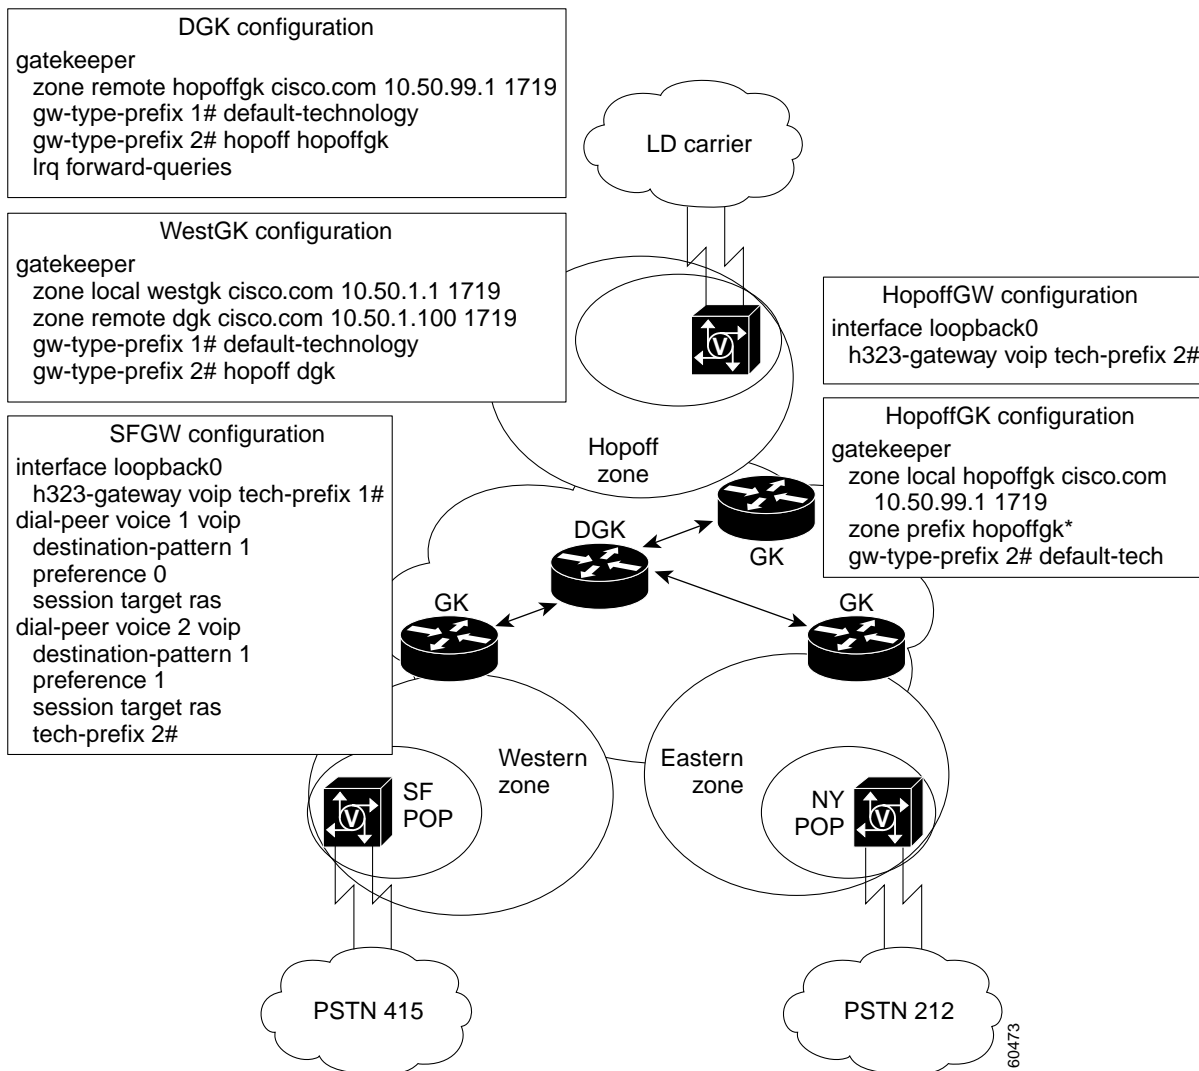 DGK configuration
gatekeeper
zone remote hopoffgk cisco.com 10.50.99.1 1719
gw-type-prefix 1# default-technology
gw-type-prefix 2# hopoff hopoffgk
lrq forward-queries
LD carrier
WestGK configuration
gatekeeper
zone local westgk cisco.com 10.50.1.1 1719
zone remote dgk cisco.com 10.50.1.100 1719
gw-type-prefix 1# default-technology
gw-type-prefix 2# hopoff dgk
HopoffGW configuration
interface loopback0
h323-gateway voip tech-prefix 2#
V
SFGW configuration
interface loopback0
h323-gateway voip tech-prefix 1#
dial-peer voice 1 voip
destination-pattern 1
preference 0
session target ras
dial-peer voice 2 voip
destination-pattern 1
preference 1
session target ras
tech-prefix 2#
HopoffGK configuration
gatekeeper
zone local hopoffgk cisco.com
10.50.99.1 1719
zone prefix hopoffgk*
gw-type-prefix 2# default-tech
Hopoff
zone
DGK
GK
GK
GK
Western
zone
Eastern
zone
SF
POP
V
NY
POP
V
PSTN 415
PSTN 212
60473